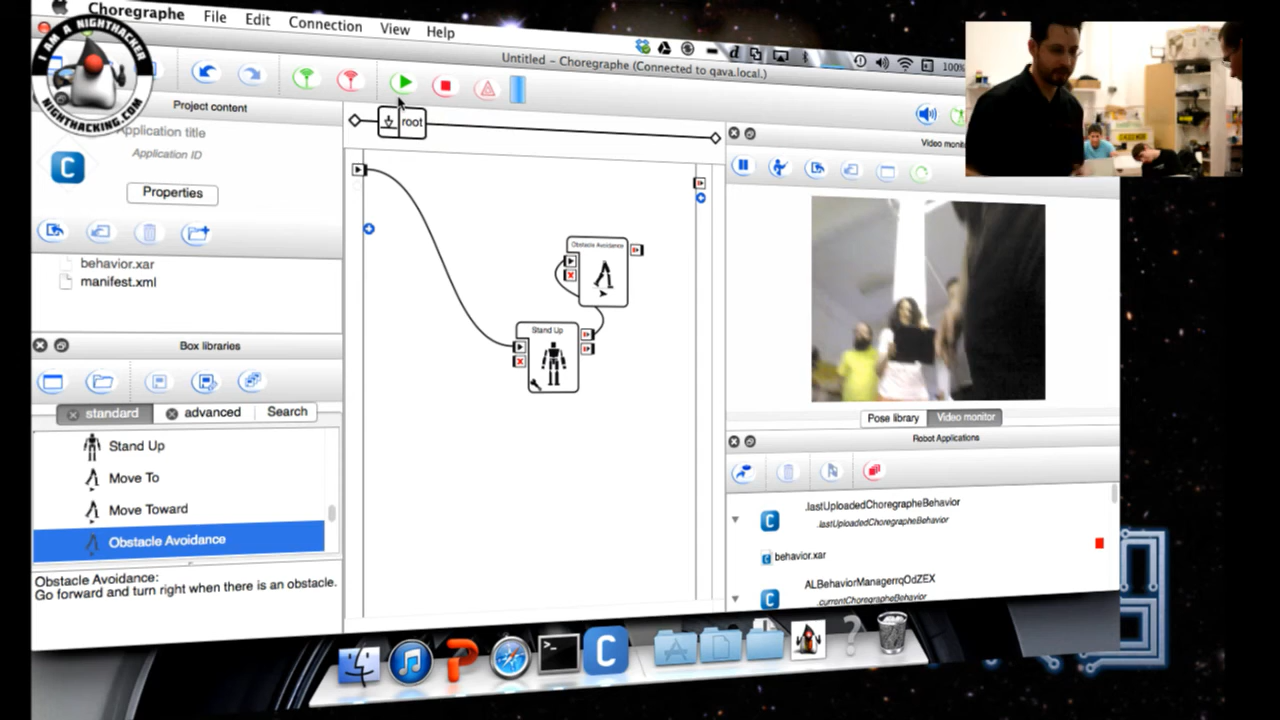 Choregraphe File Edit Connection View Help
100%
I AM A NIGHTHACKER
NIGHTHACKING.COM
Untitled - Choregraphe (Connected to qava.local.)
Project content
Application title
Application ID
Properties
behavior.xar
manifest.xml
root
Obstacle Avoidance
Stand Up
Box libraries
standard
advanced
Search
Stand Up
Move To
Move Toward
Obstacle Avoidance
Obstacle Avoidance:
Go forward and turn right when there is an obstacle.
Video
Pose library
Video monitor
Robot Applications
.lastUploadedChoregrapheBehavior
.lastUploadedChoregrapheBehavior
behavior.xar
ALBehaviorManagerrqOdZEX
.currentChoregrapheBehavior